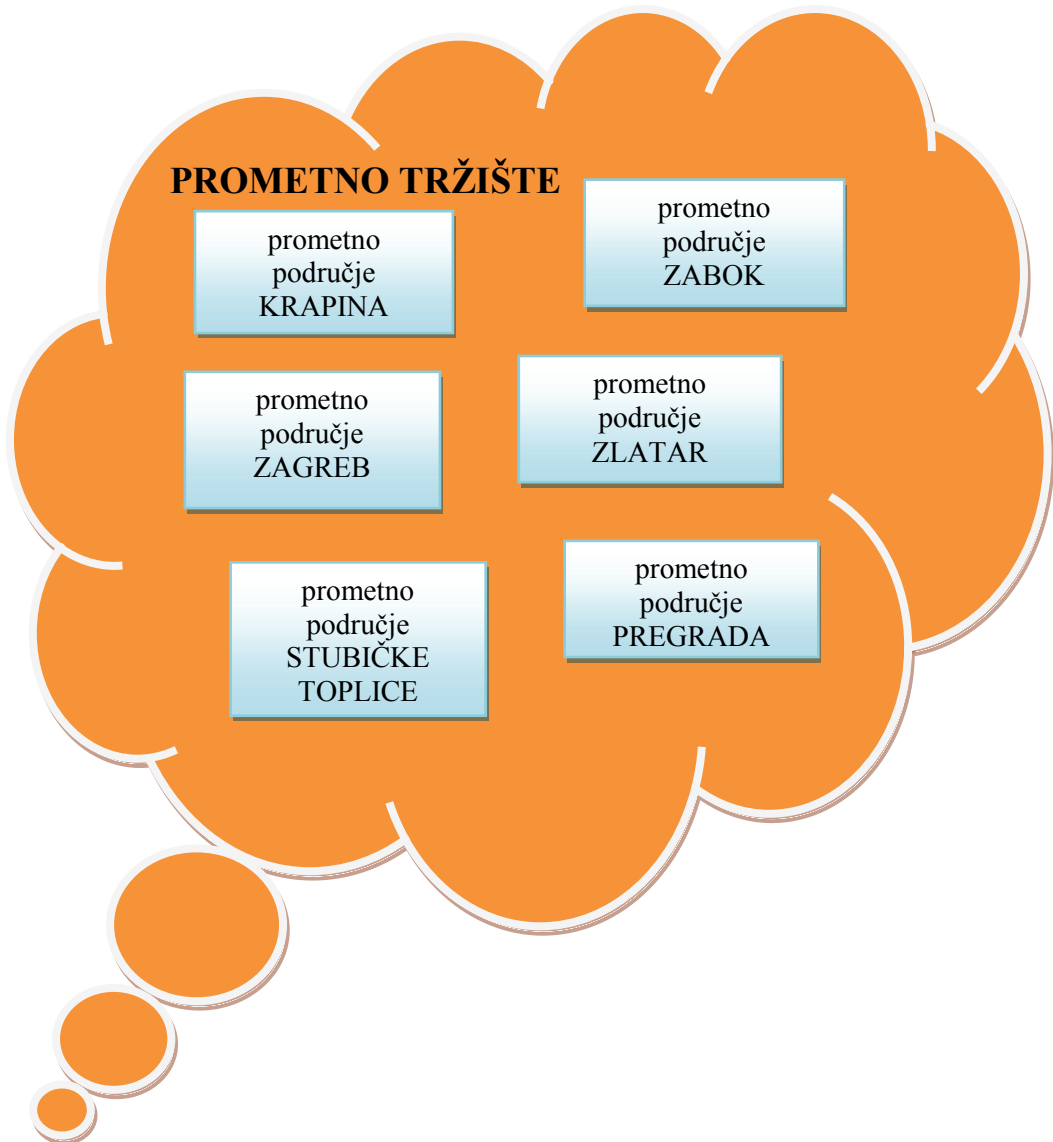 PROMETNO TRŽIŠTE
prometno
područje
KRAPINA
prometno
područje
ZABOK
prometno
područje
ZAGREB
prometno
područje
ZLATAR
prometno
područje
STUBIČKE
TOPLICE
prometno
područje
PREGRADA